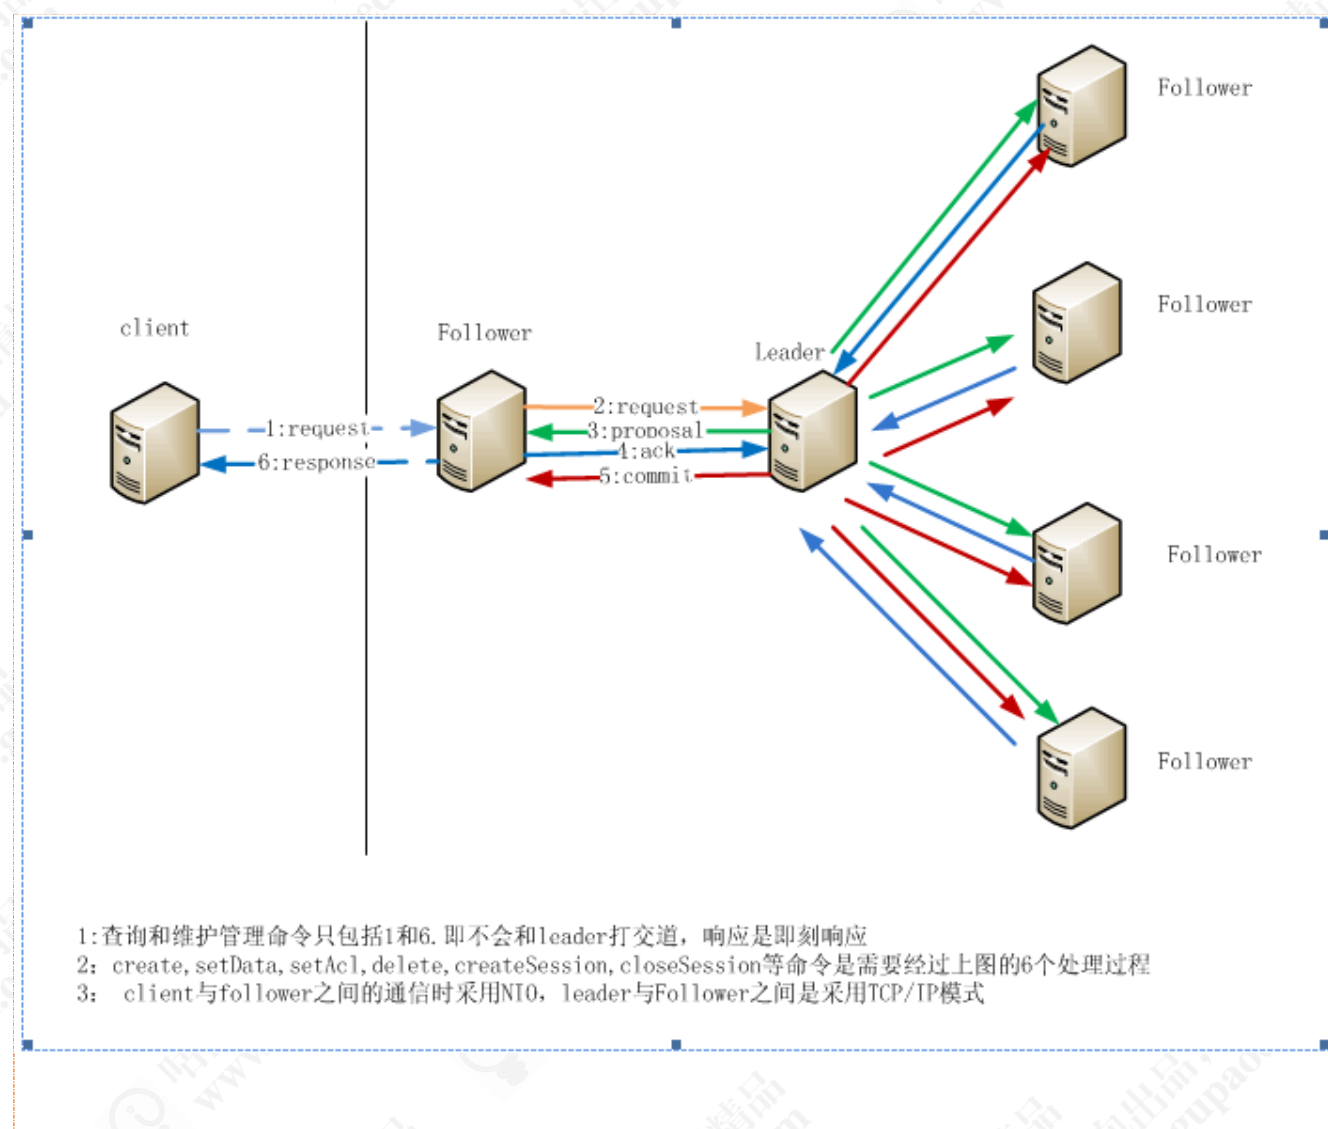 Follower
Follower
client
Follower
Leader
2:request
1:request
3:proposal
4:ack
6:response
5:commit
Follower
Follower
1:查询和维护管理命令只包括1和6.即不会和leader打交道，响应是即刻响应
2：create,setData,setAcl,delete,createSession,closeSession等命令是需要经过上图的6个处理过程
3： client与follower之间的通信时采用NIO，leader与Follower之间是采用TCP/IP模式